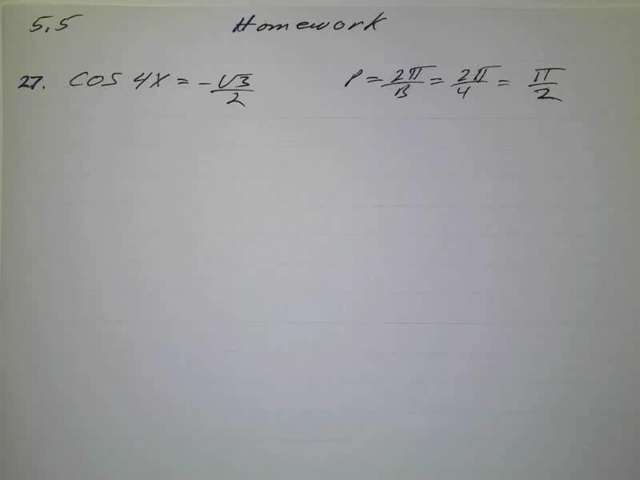 5.5 Homework
27. COS 4X = -√3/2 P = 2π/B = 2π/4 = π/2